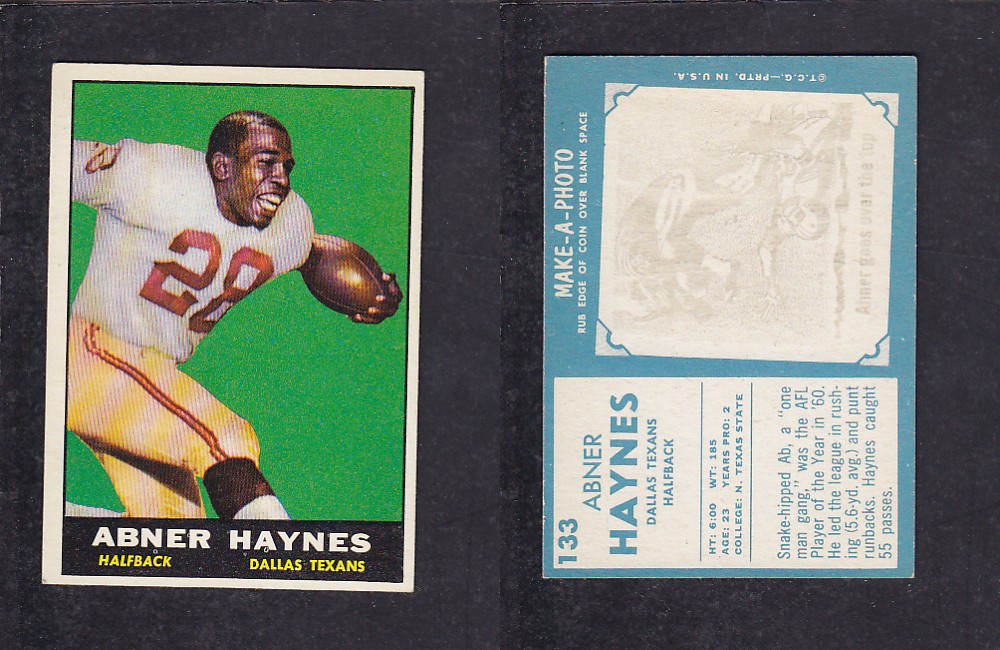 28
ABNER HAYNES
HALFBACK DALLAS TEXANS
©T.C.G.—PRTD. IN U.S.A.
MAKE-A-PHOTO
RUB EDGE OF COIN OVER BLANK SPACE
Abner goes over the top
133
ABNER
HAYNES
DALLAS TEXANS
HALFBACK
HT: 6:00 WT: 185
AGE: 23 YEARS PRO: 2
COLLEGE: N. TEXAS STATE
Snake-hipped Ab, a "one
man gang," was the AFL
Player of the Year in '60.
He led the league in rush-
ing (5.6-yd. avg.) and punt
runbacks. Haynes caught
55 passes.